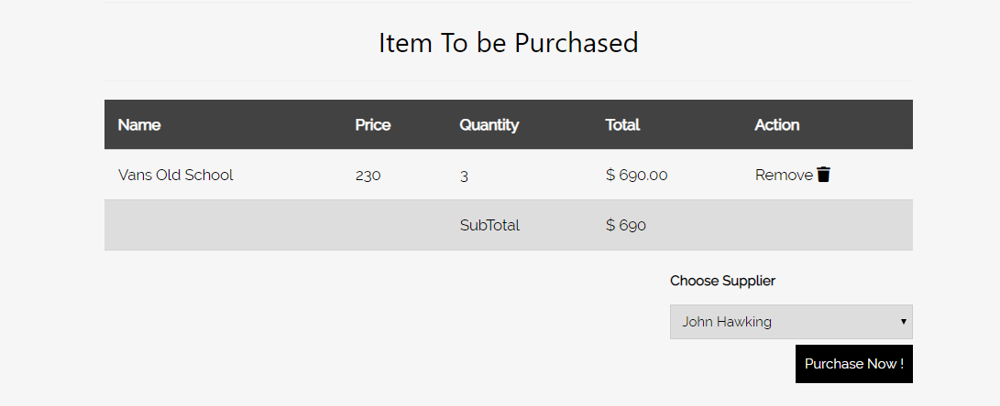 Item To be Purchased
Name Price Quantity Total Action
Vans Old School 230 3 $ 690.00 Remove
SubTotal $ 690
Choose Supplier
John Hawking
Purchase Now !